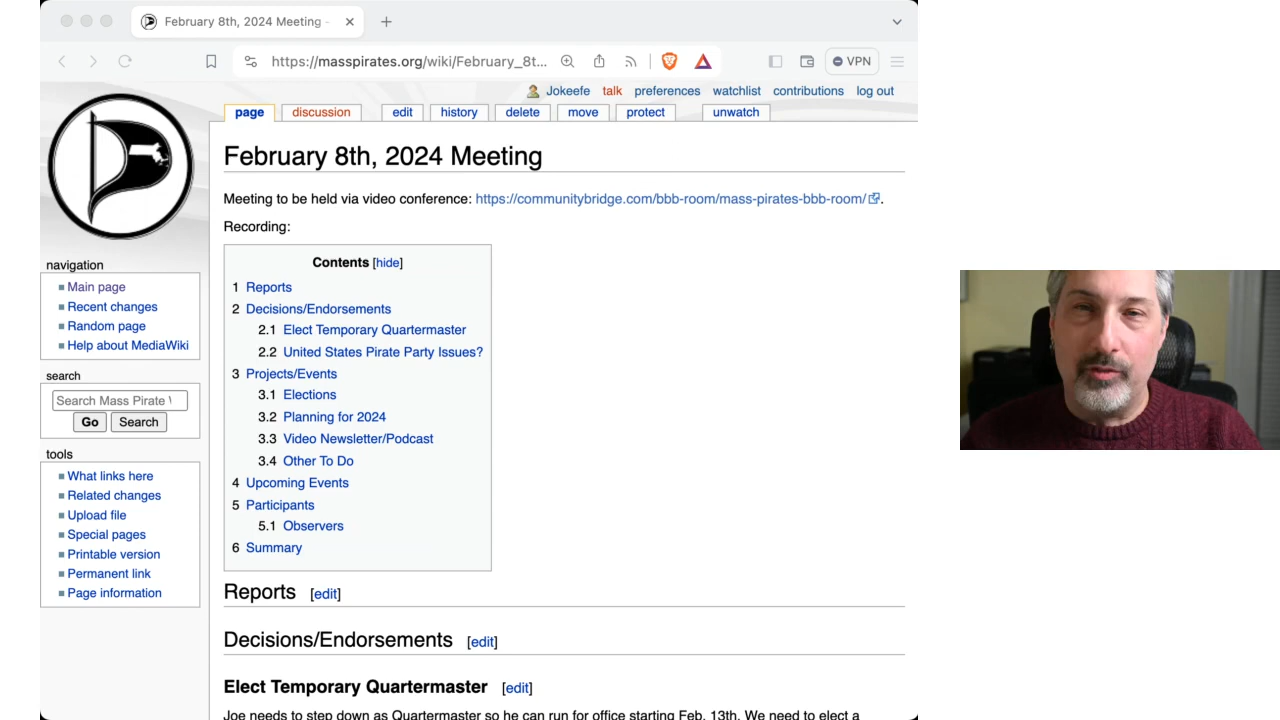 February 8th, 2024 Meeting -
https://masspirates.org/wiki/February_8t...
VPN
Jokeefe talk preferences watchlist contributions log out
page discussion edit history delete move protect unwatch
February 8th, 2024 Meeting
Meeting to be held via video conference: https://communitybridge.com/bbb-room/mass-pirates-bbb-room/.
Recording:
Contents [hide]
1 Reports
2 Decisions/Endorsements
2.1 Elect Temporary Quartermaster
2.2 United States Pirate Party Issues?
3 Projects/Events
3.1 Elections
3.2 Planning for 2024
3.3 Video Newsletter/Podcast
3.4 Other To Do
4 Upcoming Events
5 Participants
5.1 Observers
6 Summary
navigation
Main page
Recent changes
Random page
Help about MediaWiki
search
Search Mass Pirate
Go Search
tools
What links here
Related changes
Upload file
Special pages
Printable version
Permanent link
Page information
Reports [edit]
Decisions/Endorsements [edit]
Elect Temporary Quartermaster [edit]
Joe needs to step down as Quartermaster so he can run for office starting Feb. 13th. We need to elect a